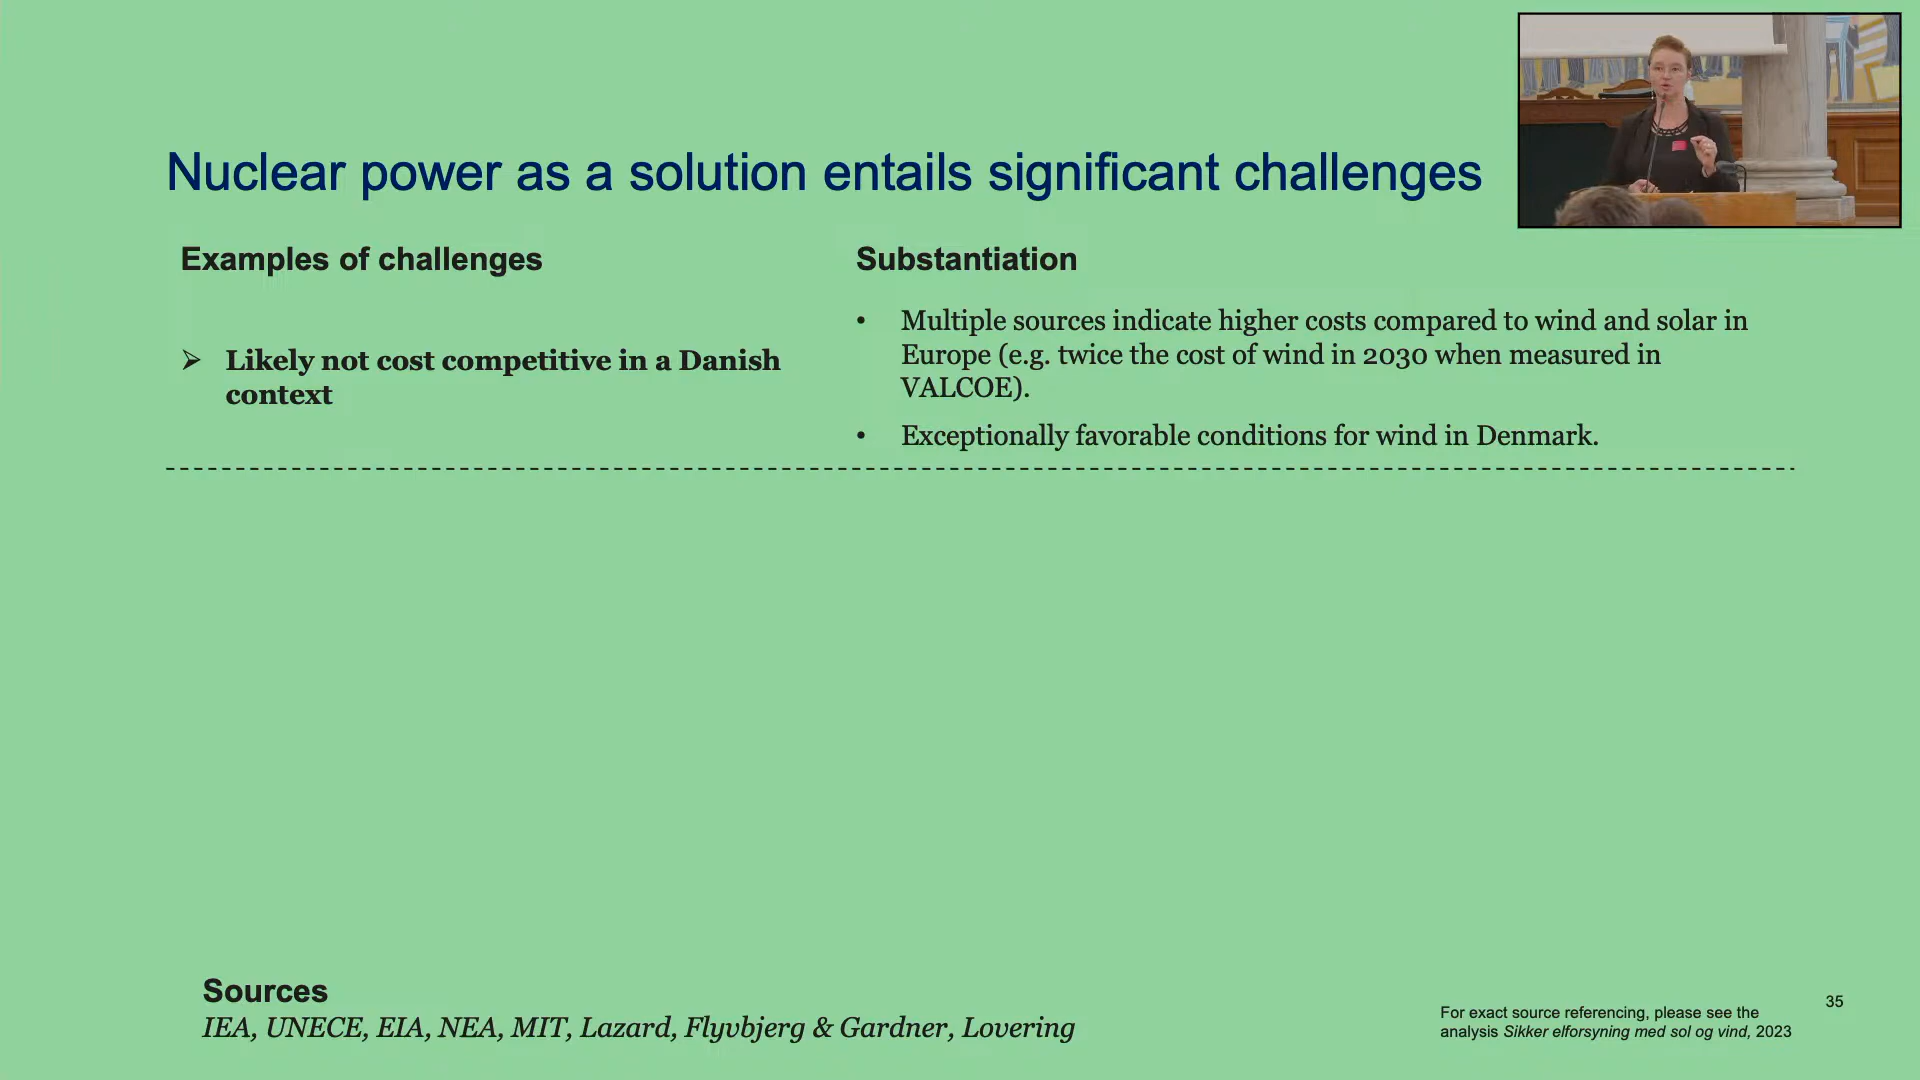 Nuclear power as a solution entails significant challenges
Examples of challenges
➢ Likely not cost competitive in a Danish
context
Substantiation
• Multiple sources indicate higher costs compared to wind and solar in
Europe (e.g. twice the cost of wind in 2030 when measured in
VALCOE).
• Exceptionally favorable conditions for wind in Denmark.
Sources
IEA, UNECE, EIA, NEA, MIT, Lazard, Flyvbjerg & Gardner, Lovering
For exact source referencing, please see the
analysis Sikker elforsyning med sol og vind, 2023
35